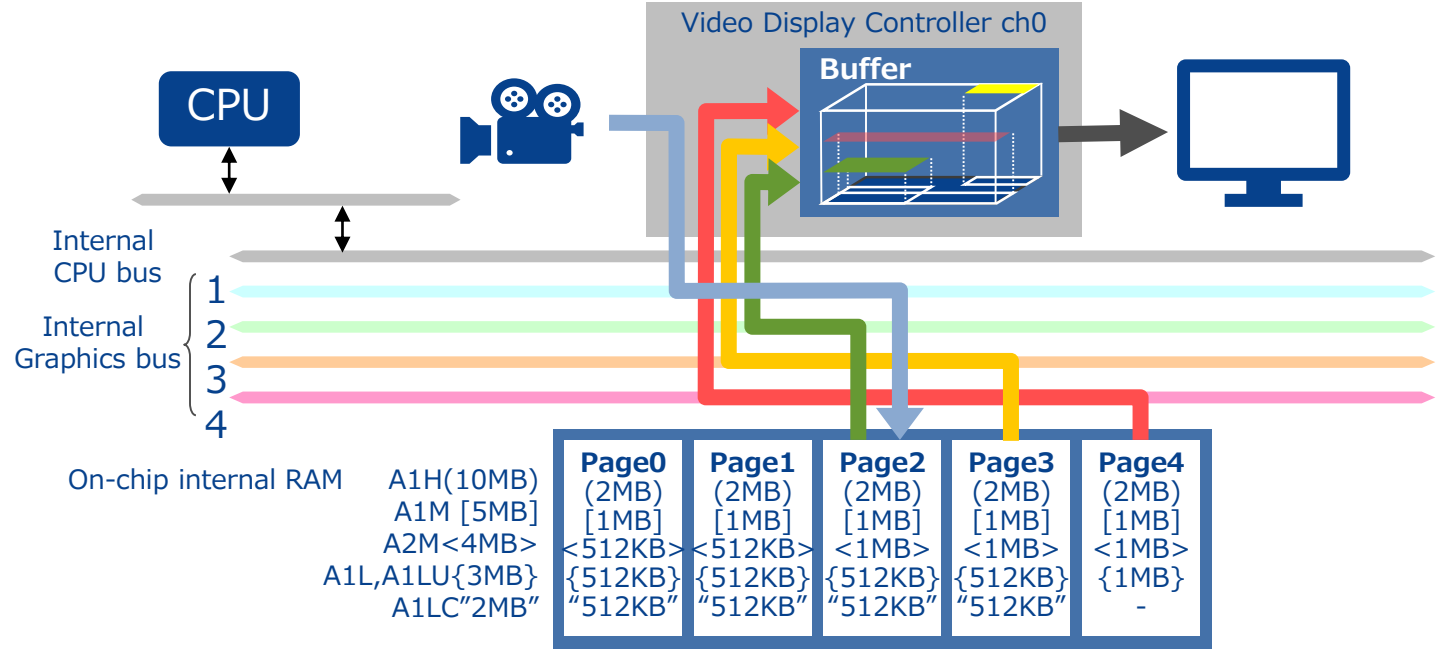 Video Display Controller ch0
Buffer
CPU
Internal
CPU bus
1
Internal
Graphics bus
2
3
4
On-chip internal RAM
A1H(10MB)
A1M [5MB]
A2M<4MB>
A1L,A1LU{3MB}
A1LC”2MB”
Page0 Page1 Page2 Page3 Page4
(2MB) (2MB) (2MB) (2MB) (2MB)
[1MB] [1MB] [1MB] [1MB] [1MB]
<512KB> <512KB> <1MB> <1MB> <1MB>
{512KB} {512KB} {512KB} {512KB} {1MB}
“512KB” “512KB” “512KB” “512KB” -